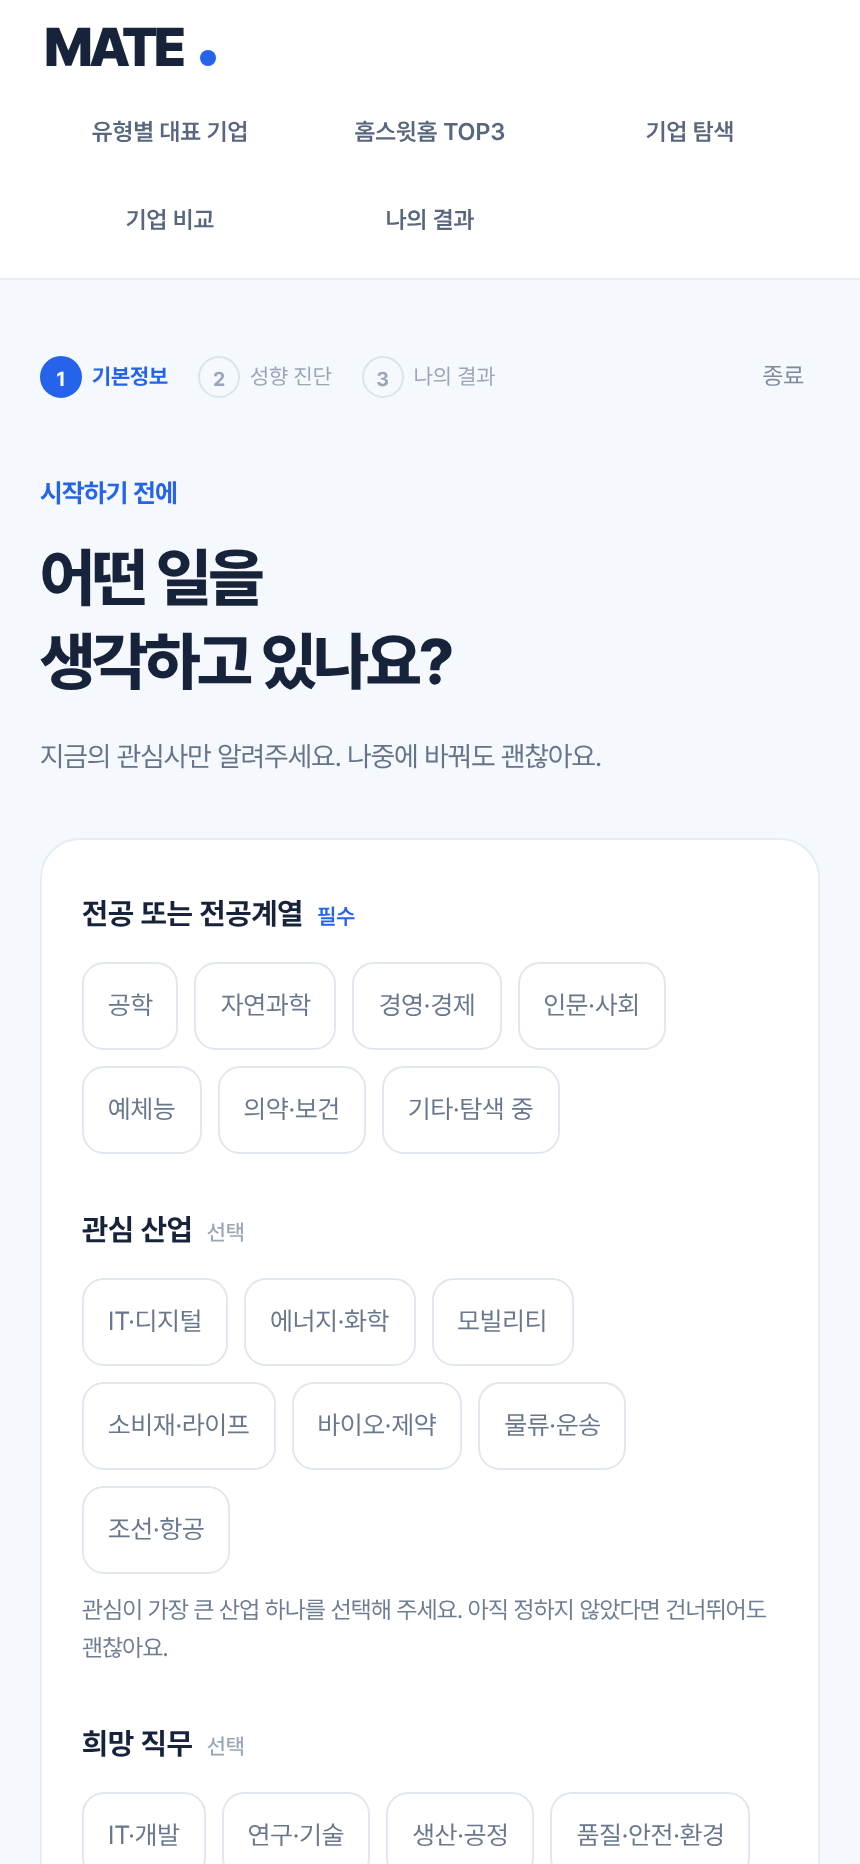 MATE.
유형별 대표 기업 홈스윗홈 TOP3 기업 탐색
기업 비교 나의 결과
1 기본정보 2 성향 진단 3 나의 결과 종료
시작하기 전에
어떤 일을
생각하고 있나요?
지금의 관심사만 알려주세요. 나중에 바꿔도 괜찮아요.
전공 또는 전공계열 필수
공학 자연과학 경영·경제 인문·사회
예체능 의약·보건 기타·탐색 중
관심 산업 선택
IT·디지털 에너지·화학 모빌리티
소비재·라이프 바이오·제약 물류·운송
조선·항공
관심이 가장 큰 산업 하나를 선택해 주세요. 아직 정하지 않았다면 건너뛰어도
괜찮아요.
희망 직무 선택
IT·개발 연구·기술 생산·공정 품질·안전·환경